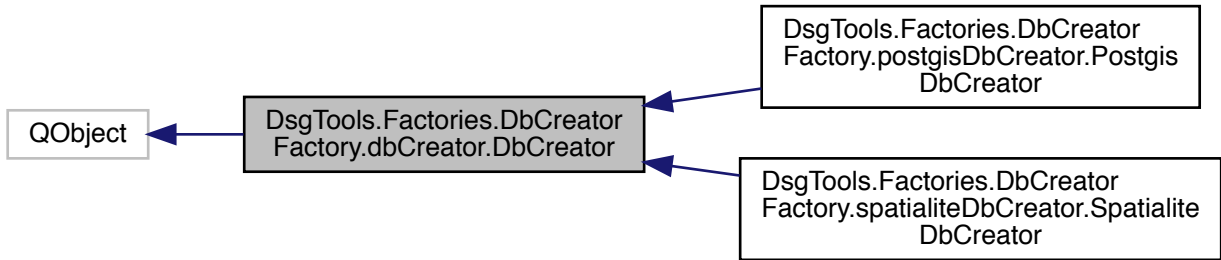 QObject
DsgTools.Factories.DbCreator
Factory.dbCreator.DbCreator
DsgTools.Factories.DbCreator
Factory.postgisDbCreator.Postgis
DbCreator
DsgTools.Factories.DbCreator
Factory.spatialiteDbCreator.Spatialite
DbCreator